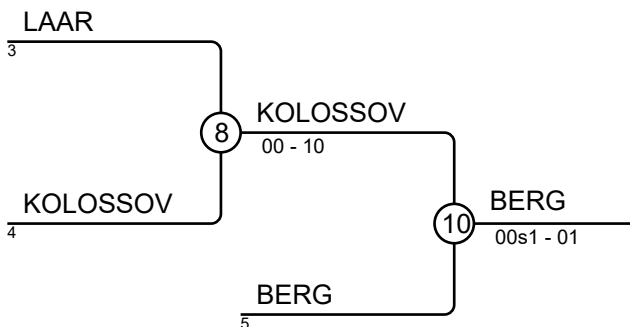 LAAR
3
KOLOSSOV
8
00 - 10
KOLOSSOV
4
10
BERG
00s1 - 01
BERG
5